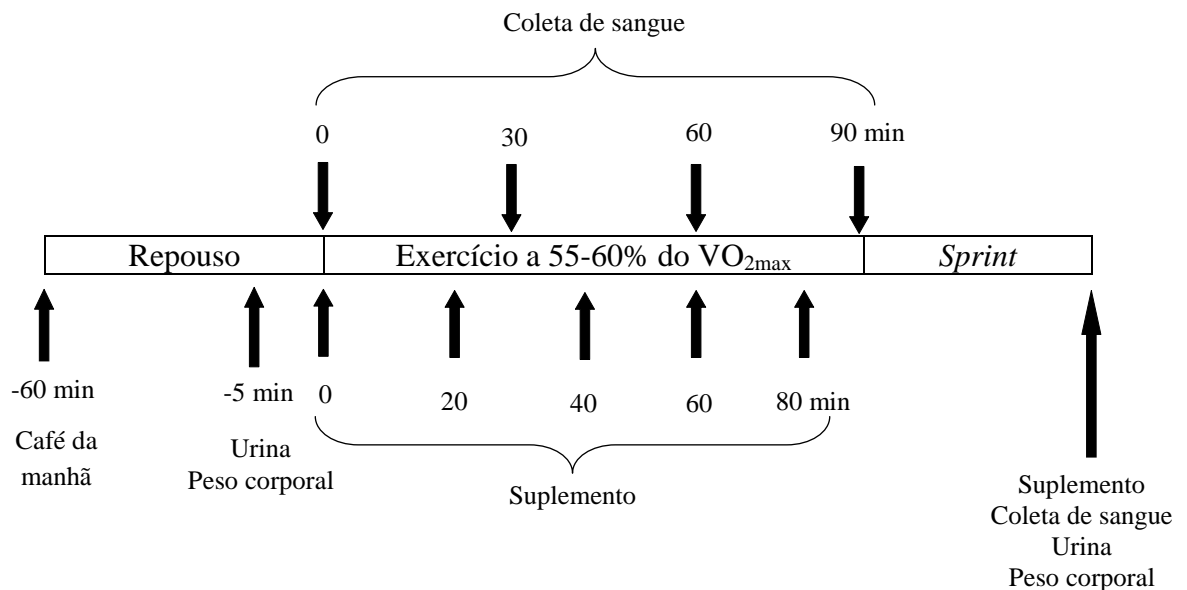 Coleta de sangue
0
30
60
90 min
Repouso
Exercício a 55-60% do VO2max
Sprint
-60 min
-5 min
0
20
40
60
80 min
Café da
manhã
Urina
Peso corporal
Suplemento
Suplemento
Coleta de sangue
Urina
Peso corporal